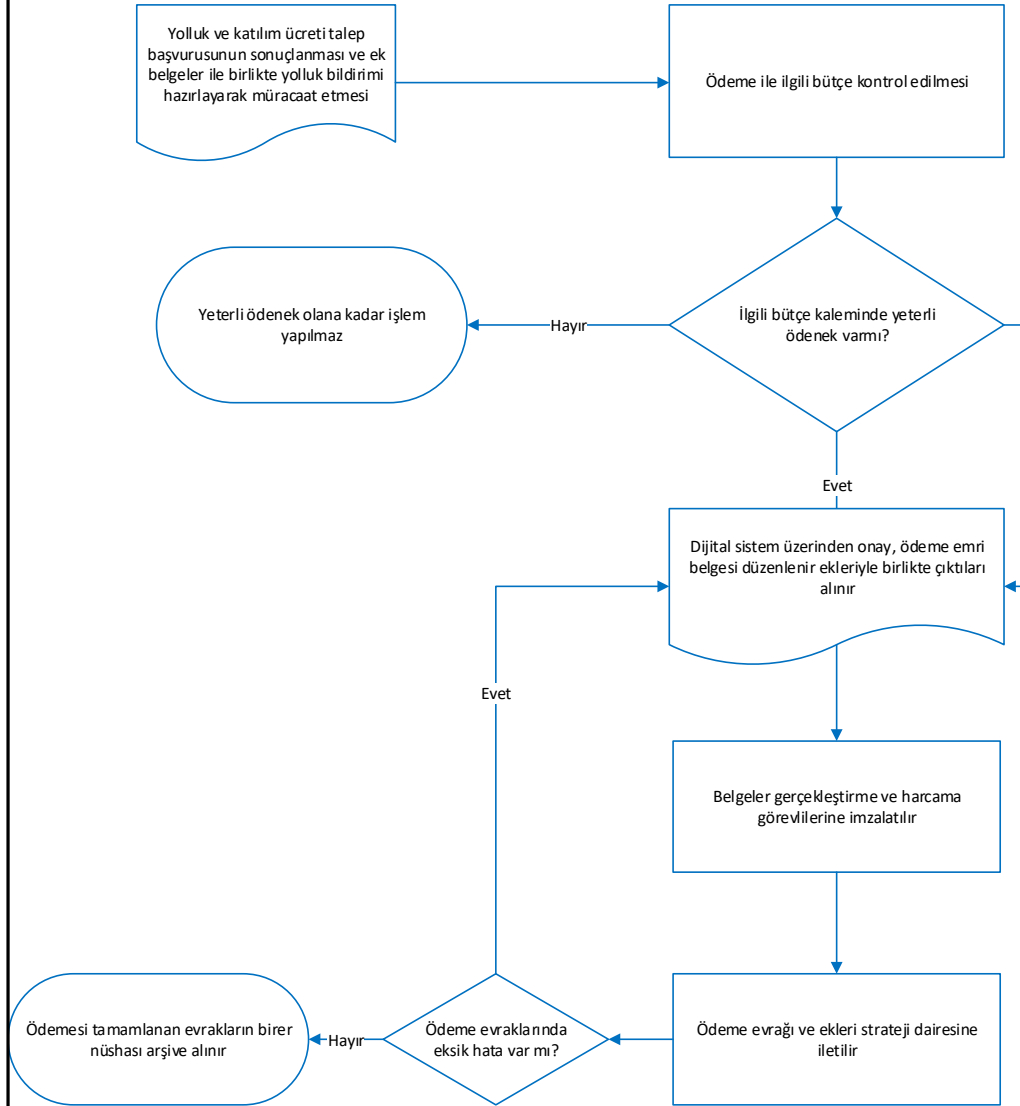 Yolluk ve katılım ücreti talep
başvurusunun sonuçlanması ve ek
belgeler ile birlikte yolluk bildirimi
hazırlayarak müracaat etmesi
Ödeme ile ilgili bütçe kontrol edilmesi
Yeterli ödenek olana kadar işlem
yapılmaz
Hayır
İlgili bütçe kaleminde yeterli
ödenek varmı?
Evet
Dijital sistem üzerinden onay, ödeme emri
belgesi düzenlenir ekleriyle birlikte çıktıları
alınır
Evet
Belgeler gerçekleştirme ve harcama
görevlilerine imzalatılır
Ödemesi tamamlanan evrakların birer
nüshası arşive alınır
Hayır
Ödeme evraklarında
eksik hata var mı?
Ödeme evrağı ve ekleri strateji dairesine
iletilir